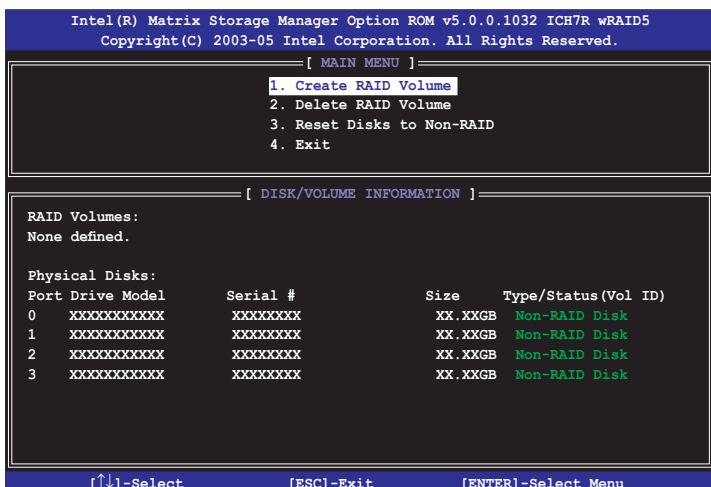 Intel(R) Matrix Storage Manager Option ROM v5.0.0.1032 ICH7R wRAID5
Copyright(C) 2003-05 Intel Corporation. All Rights Reserved.
[ MAIN MENU ]
1. Create RAID Volume
2. Delete RAID Volume
3. Reset Disks to Non-RAID
4. Exit
[ DISK/VOLUME INFORMATION ]
RAID Volumes:
None defined.
Physical Disks:
Port Drive Model Serial # Size Type/Status(Vol ID)
0 XXXXXXXXXXX XXXXXXXX XX.XXGB Non-RAID Disk
1 XXXXXXXXXXX XXXXXXXX XX.XXGB Non-RAID Disk
2 XXXXXXXXXXX XXXXXXXX XX.XXGB Non-RAID Disk
3 XXXXXXXXXXX XXXXXXXX XX.XXGB Non-RAID Disk
[↑↓]-Select [ESC]-Exit [ENTER]-Select Menu